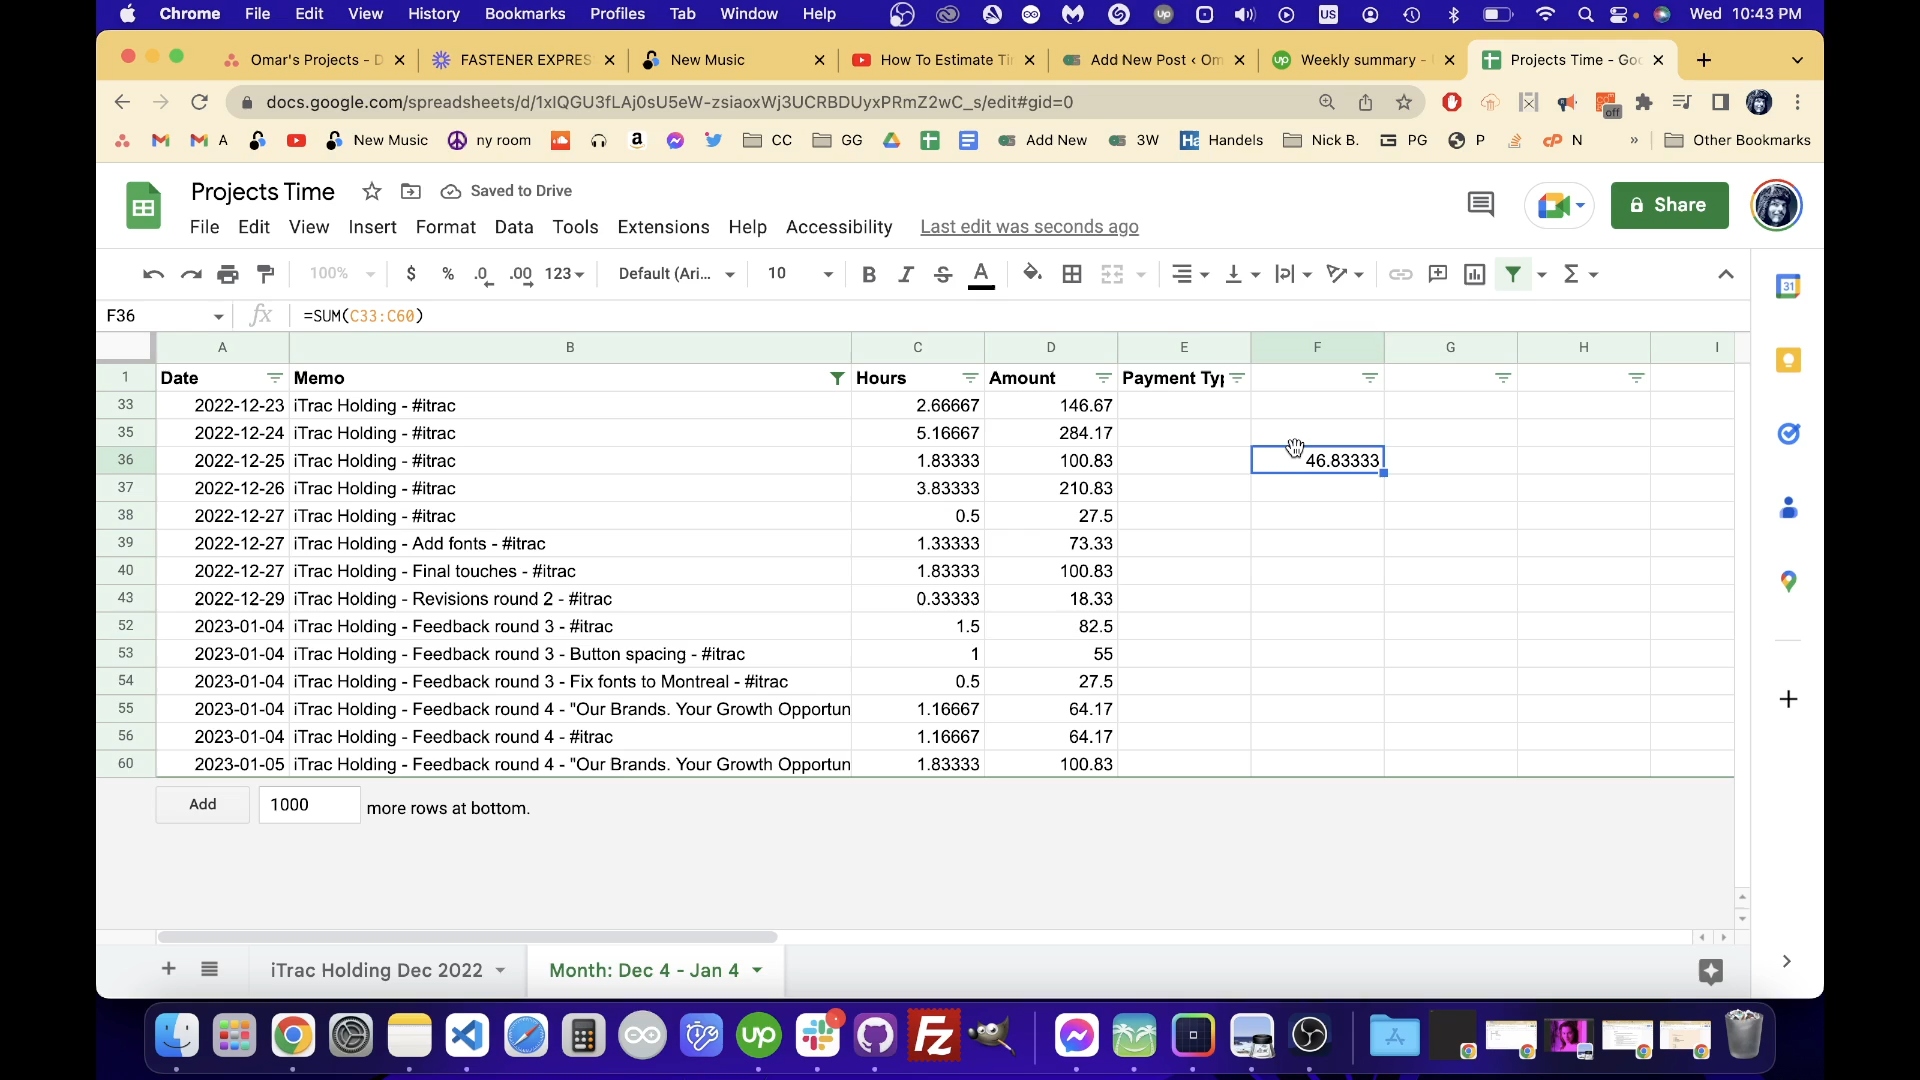 Chrome File Edit View History Bookmarks Profiles Tab Window Help US Wed 10:43 PM
Omar's Projects - D FASTENER EXPRES New Music How To Estimate Ti Add New Post ‹ Om Weekly summary - Projects Time - Goo
docs.google.com/spreadsheets/d/1xIQGU3fLAj0sU5eW-zsiaoxWj3UCRBDUyxPRmZ2wC_s/edit#gid=0 off
A New Music ny room CC GG Add New 3W Handels Nick B. PG P N » Other Bookmarks
Projects Time Saved to Drive
Share
File Edit View Insert Format Data Tools Extensions Help Accessibility Last edit was seconds ago
100% $ % .0 .00 123 Default (Ari... 10 B I S A Σ
31
F36 fx =SUM(C33:C60)
A B C D E F G H I
1 Date Memo Hours Amount Payment Typ
33 2022-12-23 iTrac Holding - #itrac 2.66667 146.67
35 2022-12-24 iTrac Holding - #itrac 5.16667 284.17
36 2022-12-25 iTrac Holding - #itrac 1.83333 100.83 46.83333
37 2022-12-26 iTrac Holding - #itrac 3.83333 210.83
38 2022-12-27 iTrac Holding - #itrac 0.5 27.5
39 2022-12-27 iTrac Holding - Add fonts - #itrac 1.33333 73.33
40 2022-12-27 iTrac Holding - Final touches - #itrac 1.83333 100.83
43 2022-12-29 iTrac Holding - Revisions round 2 - #itrac 0.33333 18.33
52 2023-01-04 iTrac Holding - Feedback round 3 - #itrac 1.5 82.5
53 2023-01-04 iTrac Holding - Feedback round 3 - Button spacing - #itrac 1 55
54 2023-01-04 iTrac Holding - Feedback round 3 - Fix fonts to Montreal - #itrac 0.5 27.5
55 2023-01-04 iTrac Holding - Feedback round 4 - "Our Brands. Your Growth Opportun 1.16667 64.17
56 2023-01-04 iTrac Holding - Feedback round 4 - #itrac 1.16667 64.17
60 2023-01-05 iTrac Holding - Feedback round 4 - "Our Brands. Your Growth Opportun 1.83333 100.83
Add 1000 more rows at bottom.
iTrac Holding Dec 2022 Month: Dec 4 - Jan 4
up Fz